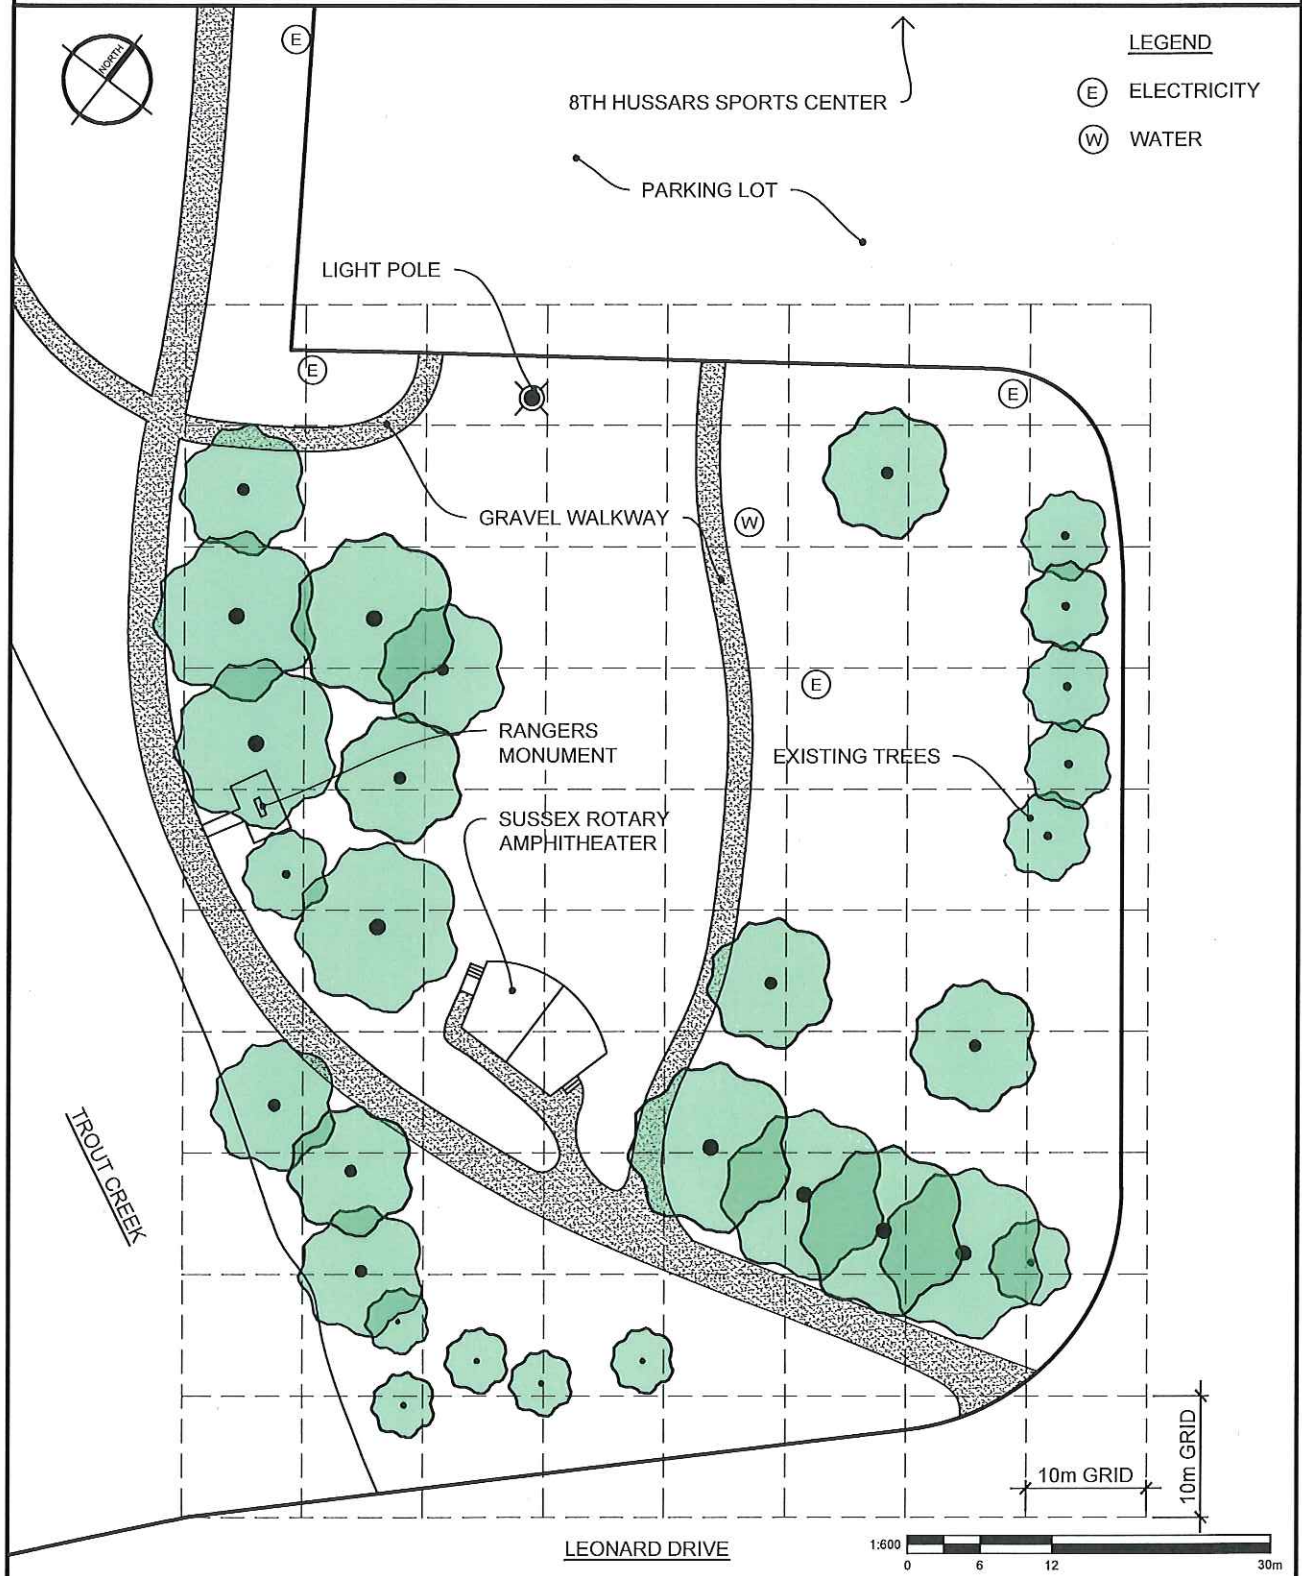 NORTH
E
8TH HUSSARS SPORTS CENTER
LEGEND
E ELECTRICITY
W WATER
PARKING LOT
LIGHT POLE
E
E
GRAVEL WALKWAY
W
E
RANGERS
MONUMENT
EXISTING TREES
SUSSEX ROTARY
AMPHITHEATER
TROUT CREEK
10m GRID
10m GRID
LEONARD DRIVE
1:600
0 6 12 30m